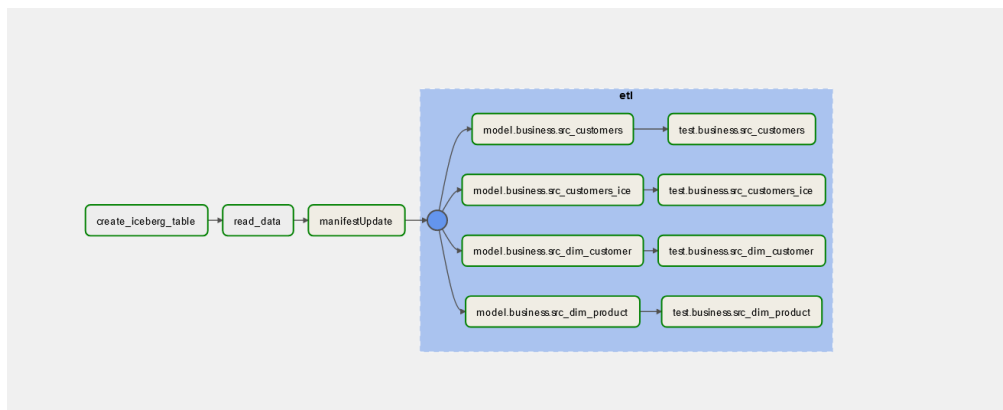 etl
model.business.src_customers
test.business.src_customers
model.business.src_customers_ice
test.business.src_customers_ice
create_iceberg_table
read_data
manifestUpdate
model.business.src_dim_customer
test.business.src_dim_customer
model.business.src_dim_product
test.business.src_dim_product